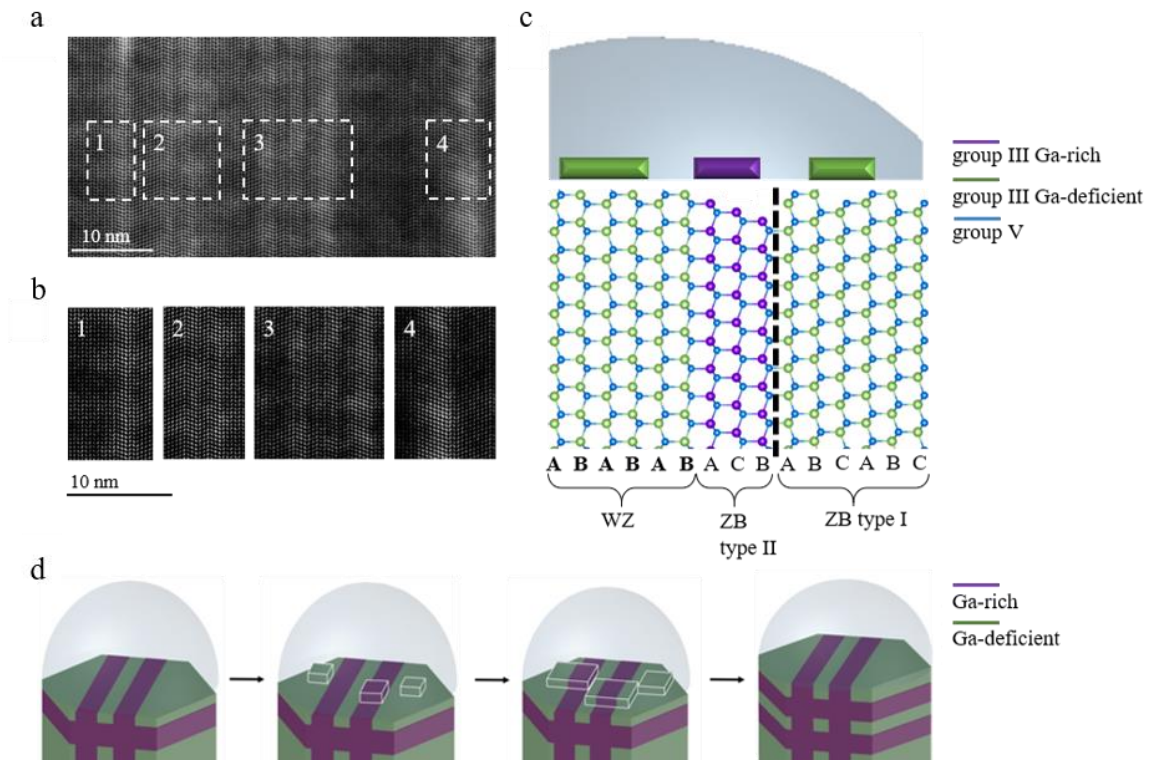 a
1
2
3
4
10 nm
b
1
2
3
4
10 nm
c
group III Ga-rich
group III Ga-deficient
group V
A B A B A B A C B A B C A B C
WZ
ZB
type II
ZB type I
d
Ga-rich
Ga-deficient